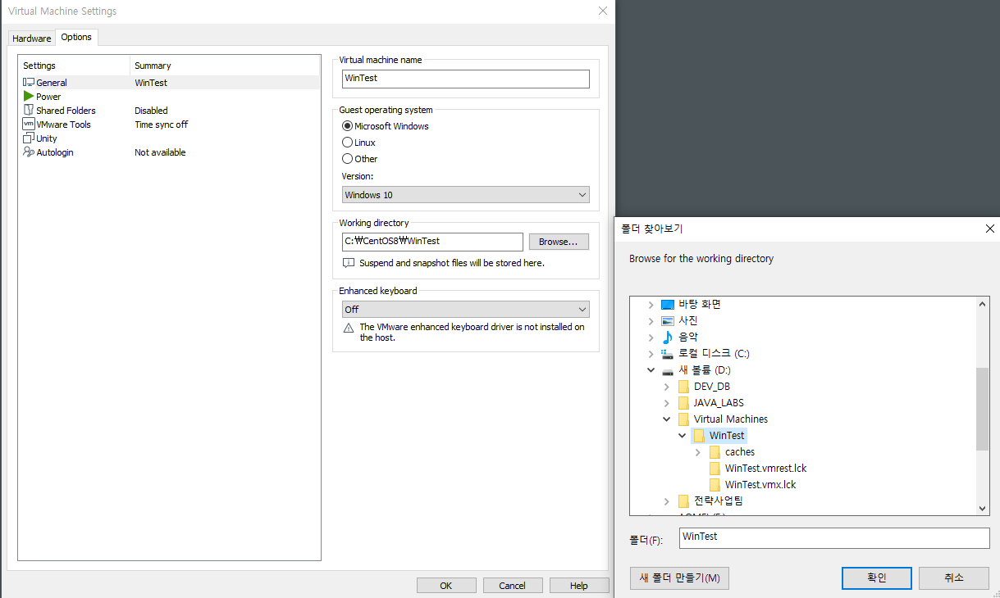 Virtual Machine Settings
Hardware Options
Settings Summary
General WinTest
Power
Shared Folders Disabled
VMware Tools Time sync off
Unity
Autologin Not available
Virtual machine name
WinTest
Guest operating system
Microsoft Windows
Linux
Other
Version:
Windows 10
Working directory
C:₩CentOS8₩WinTest Browse...
Suspend and snapshot files will be stored here.
Enhanced keyboard
Off
The VMware enhanced keyboard driver is not installed on
the host.
OK Cancel Help
폴더 찾아보기
Browse for the working directory
바탕 화면
사진
음악
로컬 디스크 (C:)
새 볼륨 (D:)
DEV_DB
JAVA_LABS
Virtual Machines
WinTest
caches
WinTest.vmrest.lck
WinTest.vmx.lck
전략사업팀
폴더(F): WinTest
새 폴더 만들기(M) 확인 취소